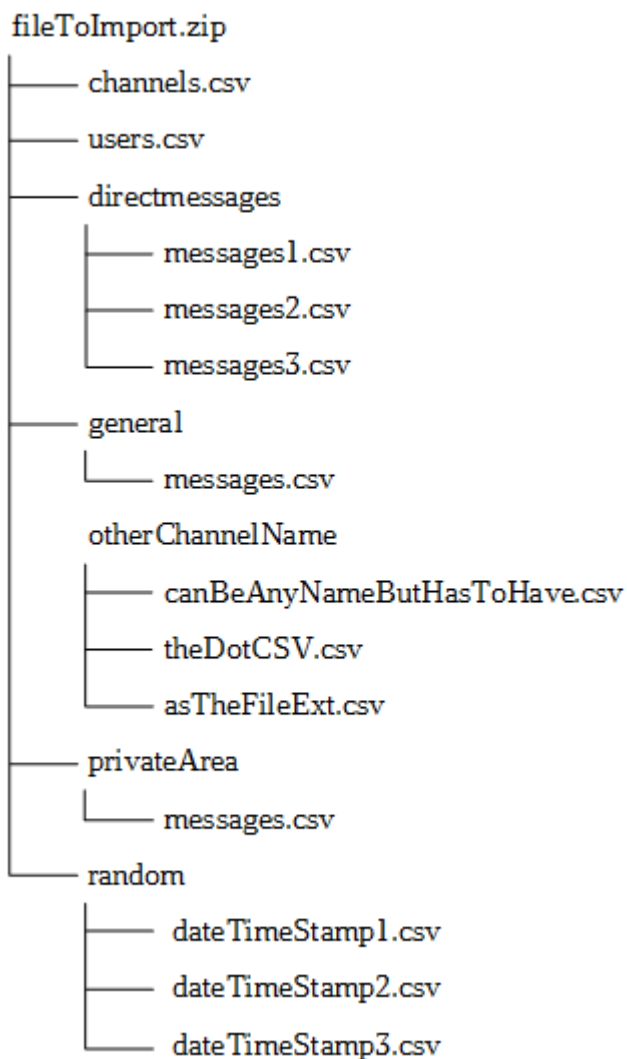 fileToImport.zip
channels.csv
users.csv
directmessages
messages1.csv
messages2.csv
messages3.csv
general
messages.csv
otherChannelName
canBeAnyNameButHasToHave.csv
theDotCSV.csv
asTheFileExt.csv
privateArea
messages.csv
random
dateTimeStamp1.csv
dateTimeStamp2.csv
dateTimeStamp3.csv